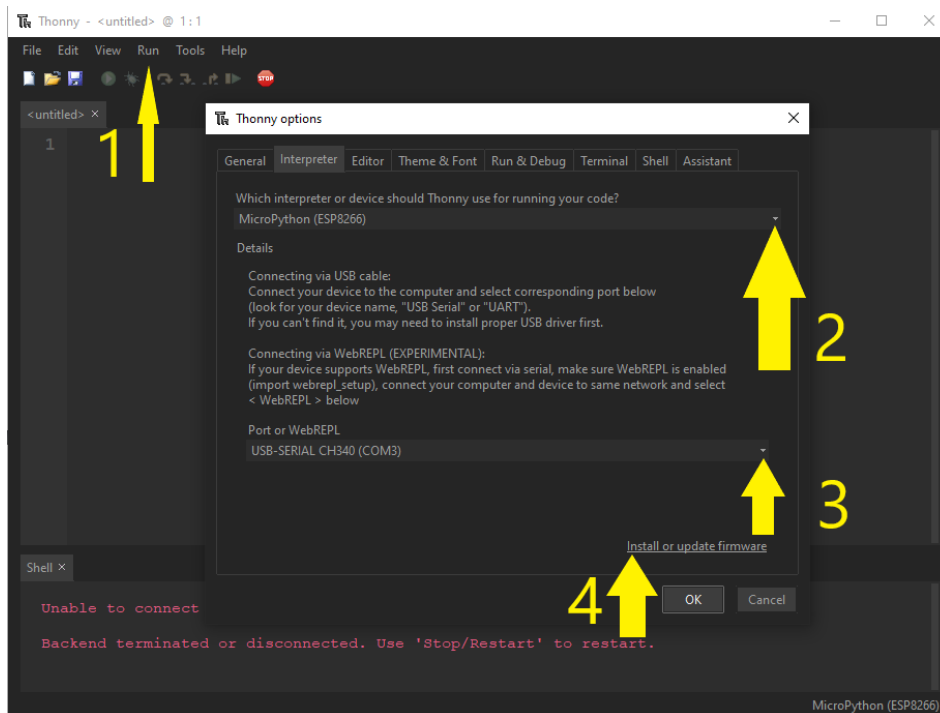 Thonny - <untitled> @ 1 : 1
File Edit View Run Tools Help
STOP
<untitled> ×
1
1
Thonny options
General Interpreter Editor Theme & Font Run & Debug Terminal Shell Assistant
Which interpreter or device should Thonny use for running your code?
MicroPython (ESP8266)
Details
Connecting via USB cable:
Connect your device to the computer and select corresponding port below
(look for your device name, "USB Serial" or "UART").
If you can't find it, you may need to install proper USB driver first.
2
Connecting via WebREPL (EXPERIMENTAL):
If your device supports WebREPL, first connect via serial, make sure WebREPL is enabled
(import webrepl_setup), connect your computer and device to same network and select
< WebREPL > below
Port or WebREPL
USB-SERIAL CH340 (COM3)
3
Install or update firmware
4
OK Cancel
Shell ×
Unable to connect
Backend terminated or disconnected. Use 'Stop/Restart' to restart.
MicroPython (ESP8266)